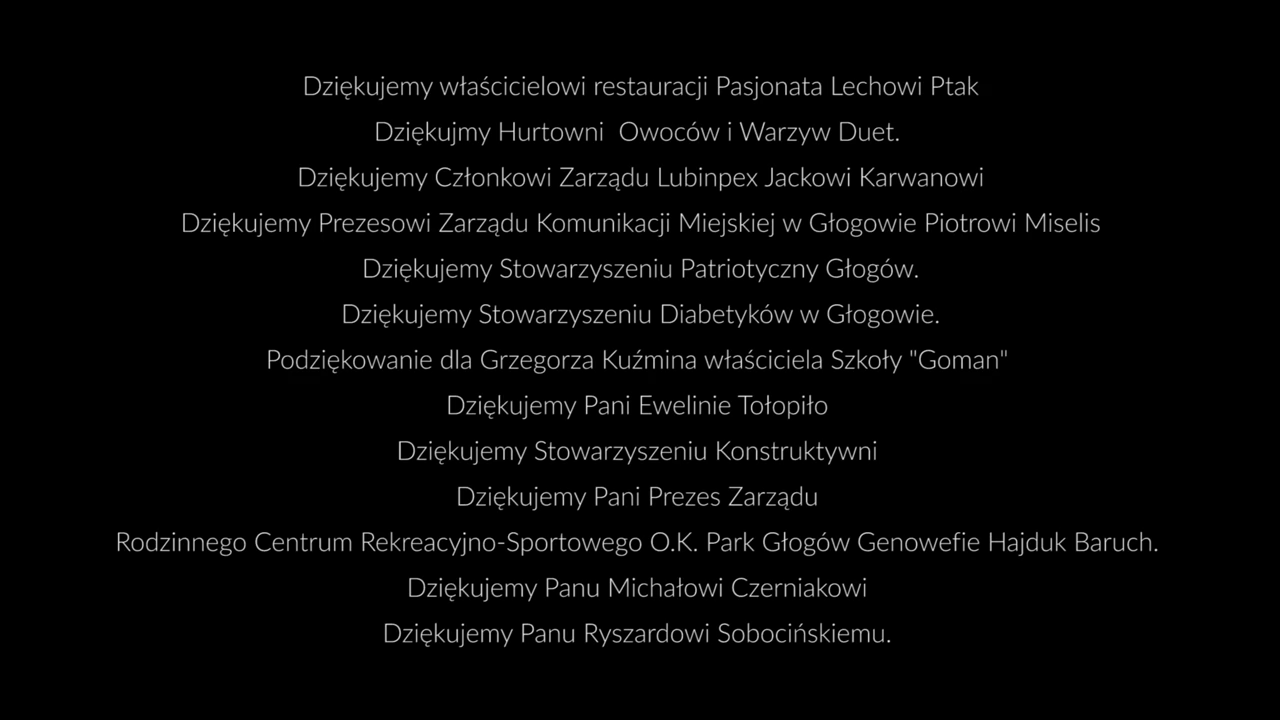 Dziękujemy właścicielowi restauracji Pasjonata Lechowi Ptak
Dziękujmy Hurtowni  Owoców i Warzyw Duet.
Dziękujemy Członkowi Zarządu Lubinpex Jackowi Karwanowi
Dziękujemy Prezesowi Zarządu Komunikacji Miejskiej w Głogowie Piotrowi Miselis
Dziękujemy Stowarzyszeniu Patriotyczny Głogów.
Dziękujemy Stowarzyszeniu Diabetyków w Głogowie.
Podziękowanie dla Grzegorza Kuźmina właściciela Szkoły "Goman"
Dziękujemy Pani Ewelinie Tołopiło
Dziękujemy Stowarzyszeniu Konstruktywni
Dziękujemy Pani Prezes Zarządu
Rodzinnego Centrum Rekreacyjno-Sportowego O.K. Park Głogów Genowefie Hajduk Baruch.
Dziękujemy Panu Michałowi Czerniakowi
Dziękujemy Panu Ryszardowi Sobocińskiemu.